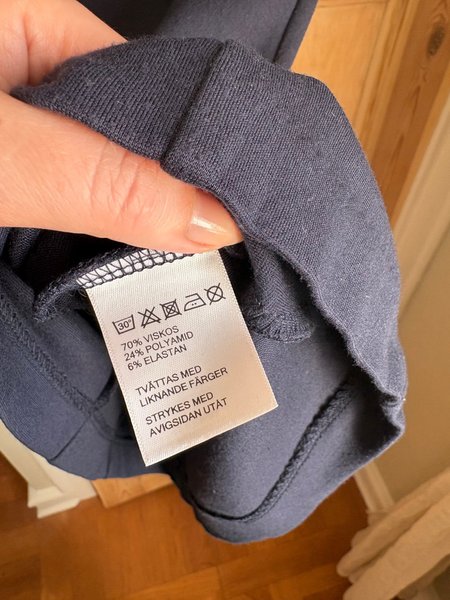 30°
70% VISKOS
24% POLYAMID
6% ELASTAN
TVÄTTAS MED
LIKNANDE FÄRGER
STRYKES MED
AVIGSIDAN UTÅT